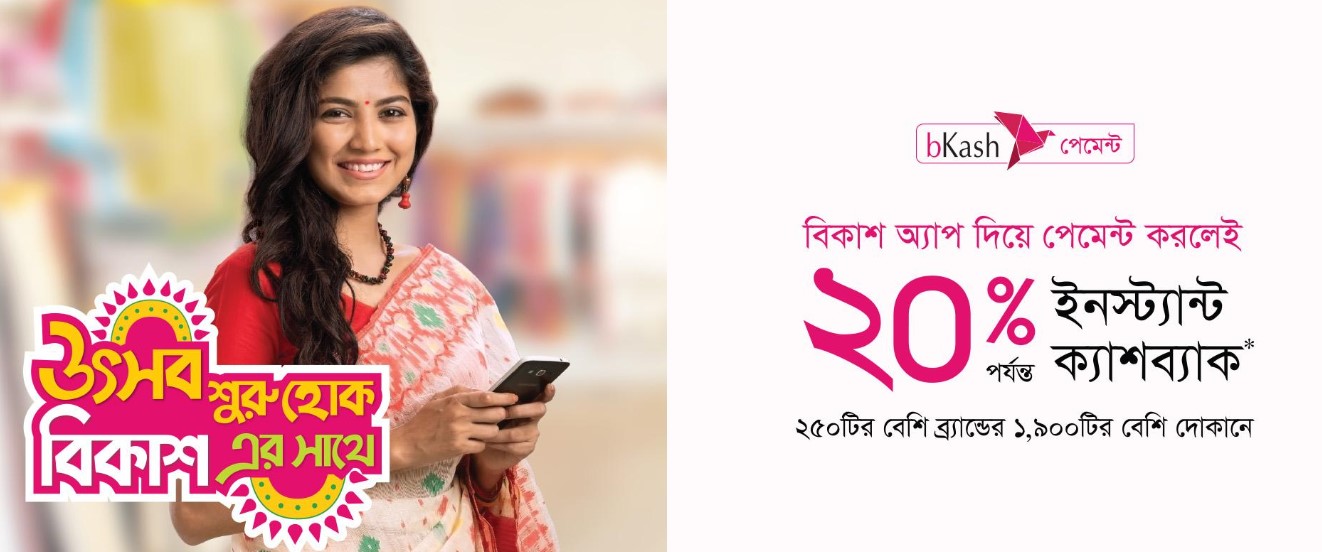 উৎসব শুরু হোক
বিকাশ এর সাথে
bKash পেমেন্ট
বিকাশ অ্যাপ দিয়ে পেমেন্ট করলেই
২০% পর্যন্ত
ইনস্ট্যান্ট
ক্যাশব্যাক*
২৫০টির বেশি ব্র্যান্ডের ১,৯০০টির বেশি দোকানে